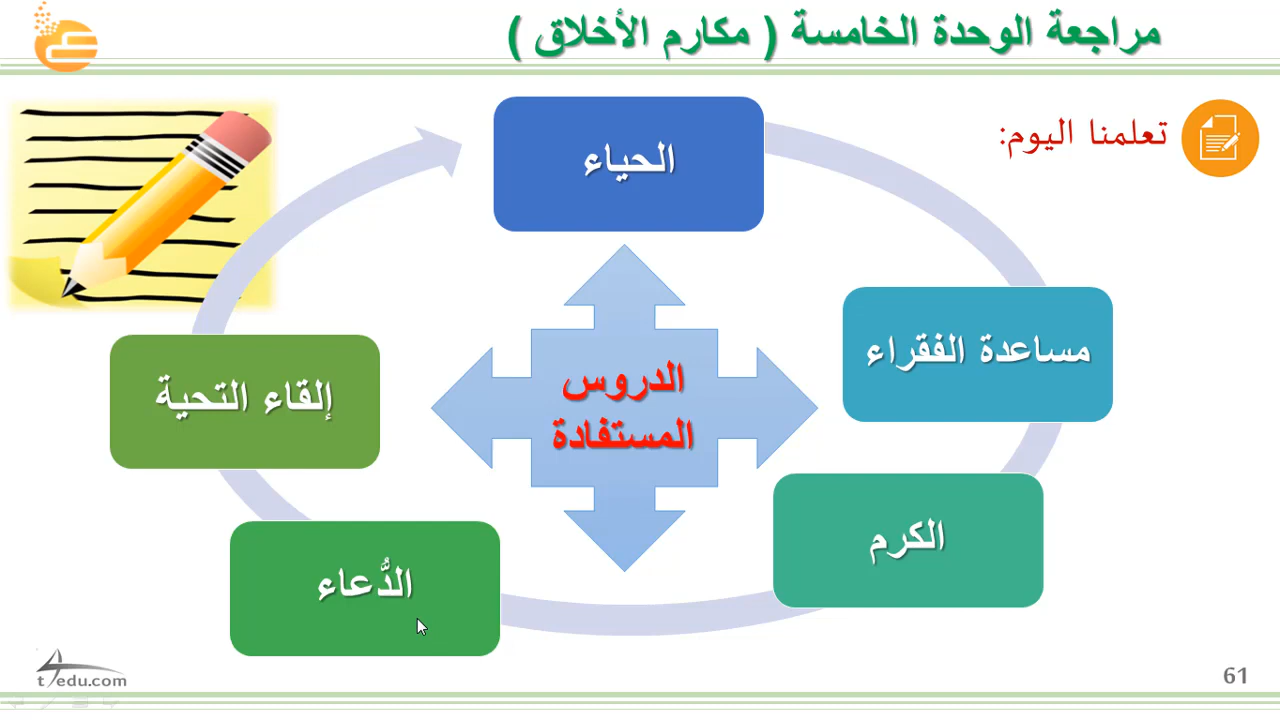 مراجعة الوحدة الخامسة ( مكارم الأخلاق )
تعلمنا اليوم:
الحياء
مساعدة الفقراء
الكرم
الدُّعاء
إلقاء التحية
الدروس
المستفادة
t4edu.com
61